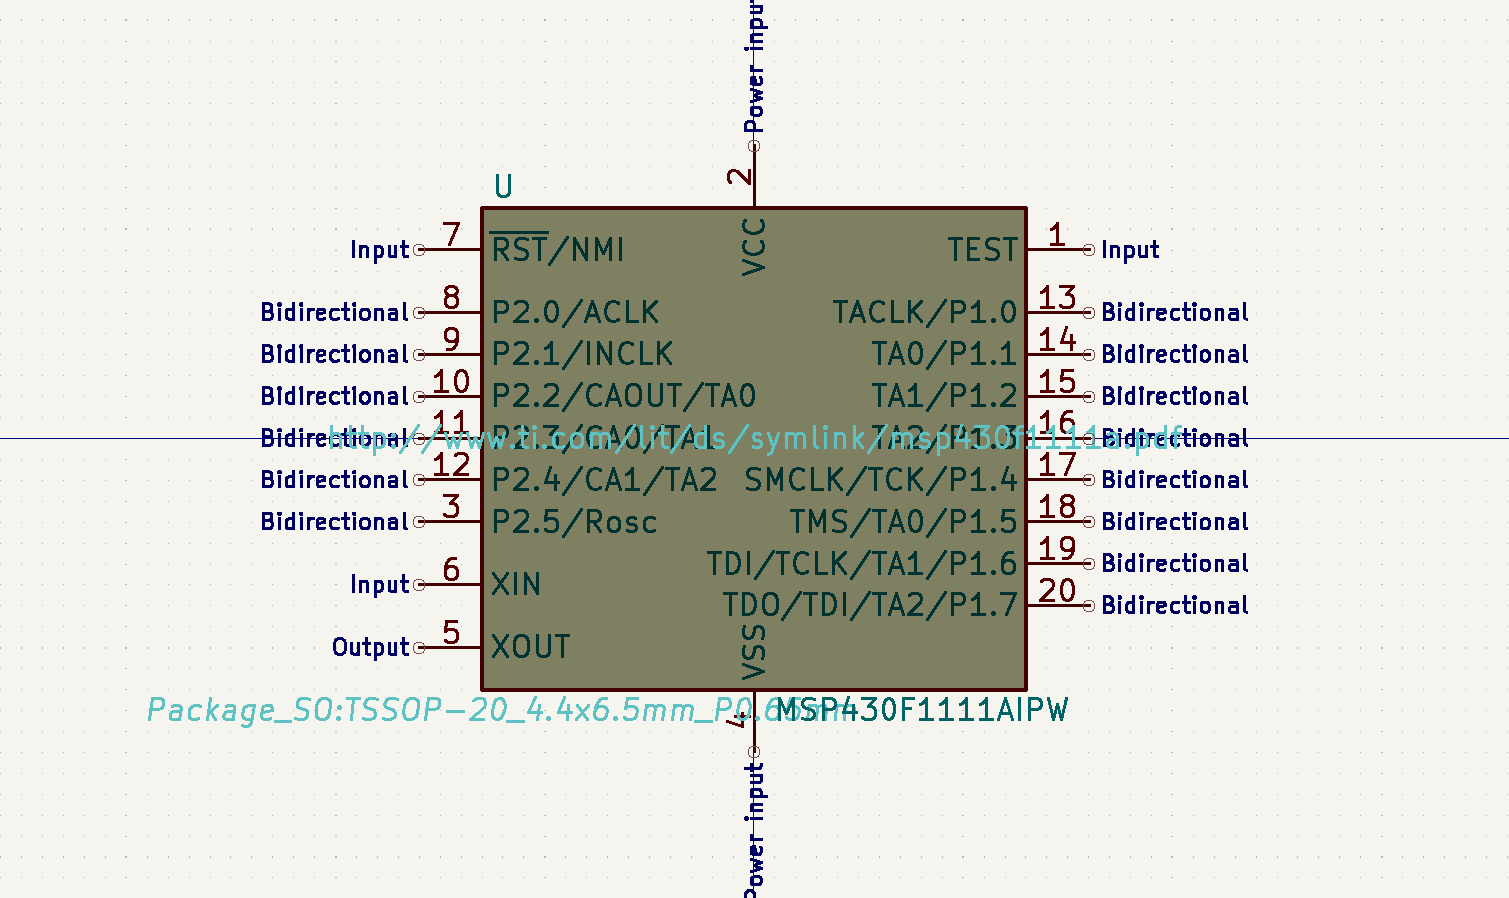 Power input
2
U
VCC
Input 7 RST/NMI
TEST 1 Input
Bidirectional 8 P2.0/ACLK
TACLK/P1.0 13 Bidirectional
Bidirectional 9 P2.1/INCLK
TA0/P1.1 14 Bidirectional
Bidirectional 10 P2.2/CAOUT/TA0
TA1/P1.2 15 Bidirectional
Bidirectional 11 P2.3/CA0/TA1
TA2/P1.3 16 Bidirectional
http://www.ti.com/lit/ds/symlink/msp430f1111a.pdf
Bidirectional 12 P2.4/CA1/TA2
SMCLK/TCK/P1.4 17 Bidirectional
Bidirectional 3 P2.5/Rosc
TMS/TA0/P1.5 18 Bidirectional
TDI/TCLK/TA1/P1.6 19 Bidirectional
Input 6 XIN
TDO/TDI/TA2/P1.7 20 Bidirectional
Output 5 XOUT
VSS
Package_SO:TSSOP-20_4.4x6.5mm_P0.65mm
MSP430F1111AIPW
4
Power input